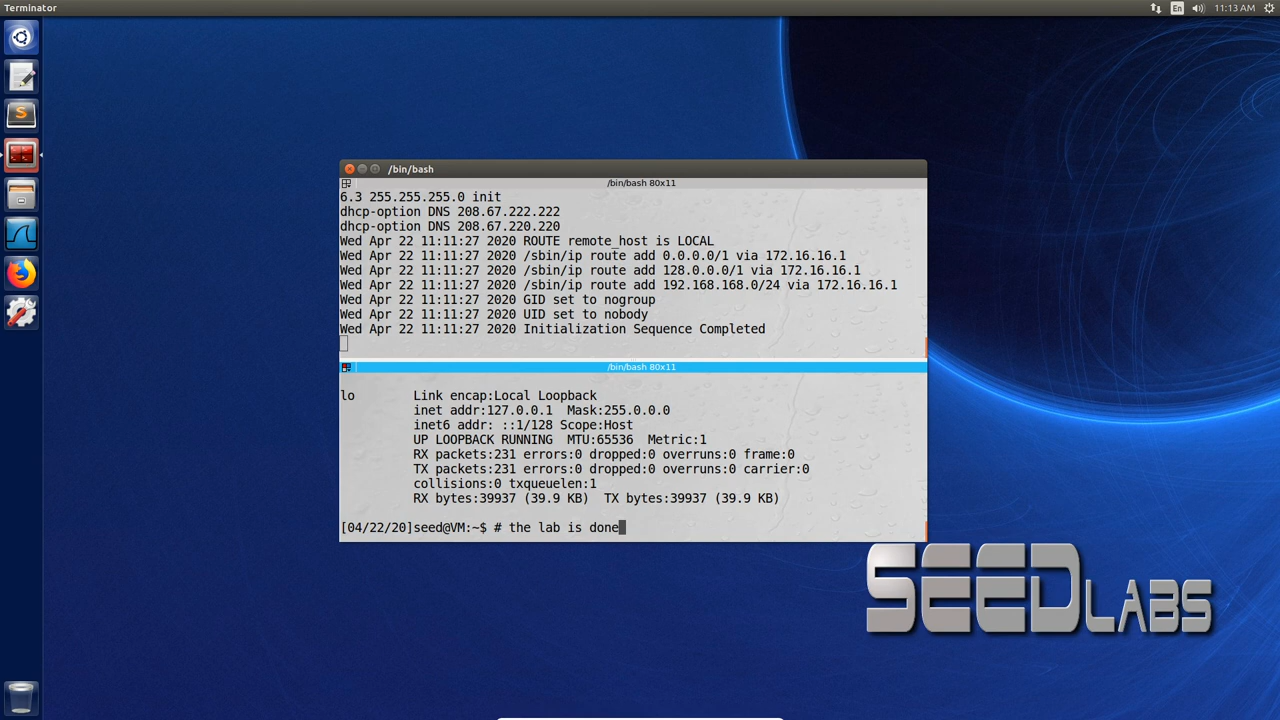 Terminator
En
11:13 AM
/bin/bash
/bin/bash 80x11
6.3 255.255.255.0 init
dhcp-option DNS 208.67.222.222
dhcp-option DNS 208.67.220.220
Wed Apr 22 11:11:27 2020 ROUTE remote_host is LOCAL
Wed Apr 22 11:11:27 2020 /sbin/ip route add 0.0.0.0/1 via 172.16.16.1
Wed Apr 22 11:11:27 2020 /sbin/ip route add 128.0.0.0/1 via 172.16.16.1
Wed Apr 22 11:11:27 2020 /sbin/ip route add 192.168.168.0/24 via 172.16.16.1
Wed Apr 22 11:11:27 2020 GID set to nogroup
Wed Apr 22 11:11:27 2020 UID set to nobody
Wed Apr 22 11:11:27 2020 Initialization Sequence Completed
/bin/bash 80x11
lo Link encap:Local Loopback
inet addr:127.0.0.1 Mask:255.0.0.0
inet6 addr: ::1/128 Scope:Host
UP LOOPBACK RUNNING MTU:65536 Metric:1
RX packets:231 errors:0 dropped:0 overruns:0 frame:0
TX packets:231 errors:0 dropped:0 overruns:0 carrier:0
collisions:0 txqueuelen:1
RX bytes:39937 (39.9 KB) TX bytes:39937 (39.9 KB)
[04/22/20]seed@VM:~$ # the lab is done
SEEDLABS